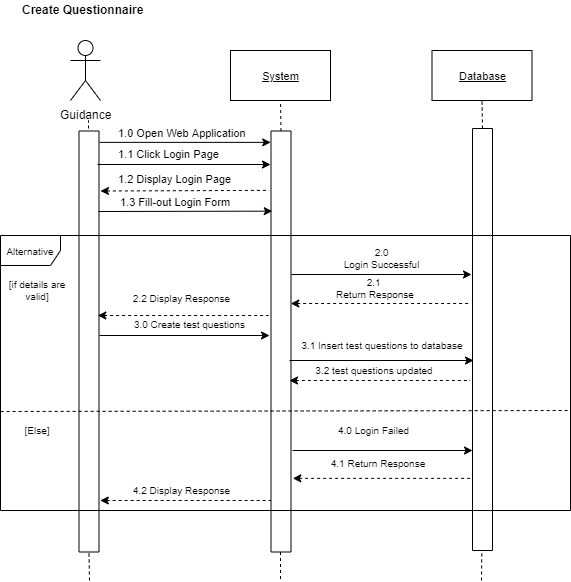 Create Questionnaire
System
Database
Guidance
1.0 Open Web Application
1.1 Click Login Page
1.2 Display Login Page
1.3 Fill-out Login Form
Alternative
2.0
Login Successful
[if details are
valid]
2.1
Return Response
2.2 Display Response
3.0 Create test questions
3.1 Insert test questions to database
3.2 test questions updated
[Else]
4.0 Login Failed
4.1 Return Response
4.2 Display Response